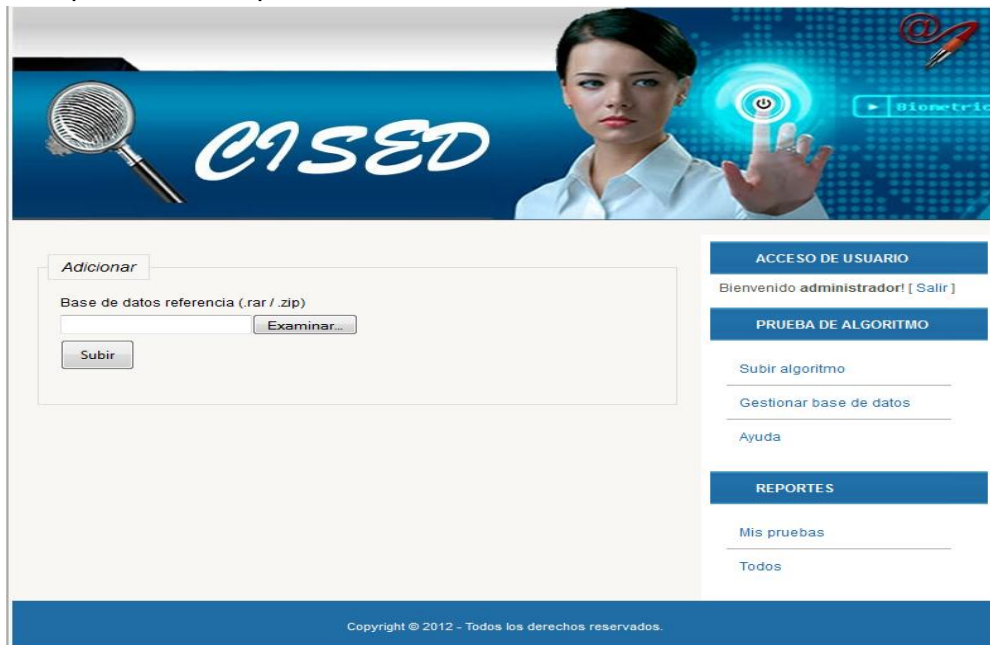 CISED
Biometric
Adicionar
Base de datos referencia (.rar / .zip)
Examinar...
Subir
ACCESO DE USUARIO
Bienvenido administrador! [ Salir ]
PRUEBA DE ALGORITMO
Subir algoritmo
Gestionar base de datos
Ayuda
REPORTES
Mis pruebas
Todos
Copyright © 2012 - Todos los derechos reservados.